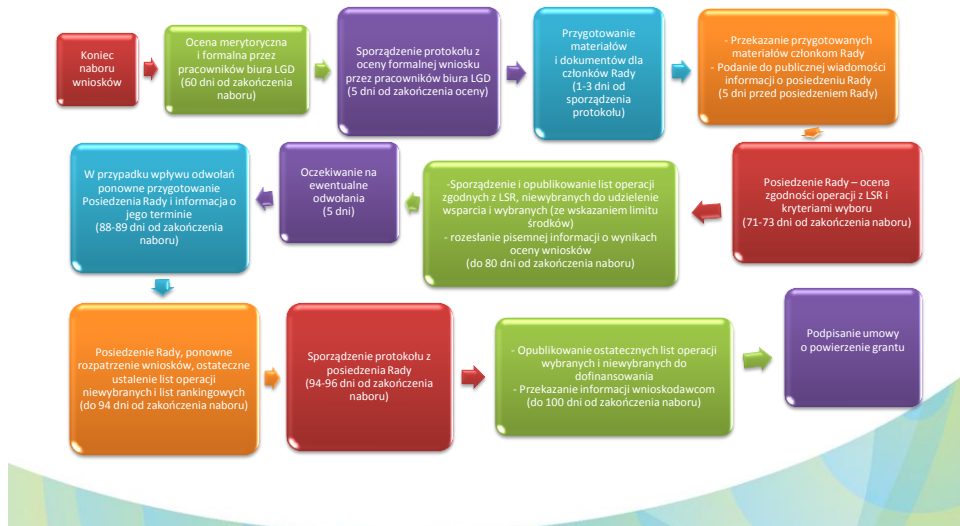 Koniec
naboru
wniosków
Ocena merytoryczna
i formalna przez
pracowników biura LGD
(60 dni od zakończenia
naboru)
Sporządzenie protokołu z
oceny formalnej wniosku
przez pracowników biura LGD
(5 dni od zakończenia oceny)
Przygotowanie
materiałów
i dokumentów dla
członków Rady
(1-3 dni od
sporządzenia
protokołu)
- Przekazanie przygotowanych
materiałów członkom Rady
- Podanie do publicznej wiadomości
informacji o posiedzeniu Rady
(5 dni przed posiedzeniem Rady)
Posiedzenie Rady – ocena
zgodności operacji z LSR i
kryteriami wyboru
(71-73 dni od zakończenia
naboru)
-Sporządzenie i opublikowanie list operacji
zgodnych z LSR, niewybranych do udzielenie
wsparcia i wybranych (ze wskazaniem limitu
środków)
- rozesłanie pisemnej informacji o wynikach
oceny wniosków
(do 80 dni od zakończenia naboru)
Oczekiwanie na
ewentualne
odwołania
(5 dni)
W przypadku wpływu odwołań
ponowne przygotowanie
Posiedzenia Rady i informacja o
jego terminie
(88-89 dni od zakończenia
naboru)
Posiedzenie Rady, ponowne
rozpatrzenie wniosków, ostateczne
ustalenie list operacji
niewybranych i list rankingowych
(do 94 dni od zakończenia naboru)
Sporządzenie protokołu z
posiedzenia Rady
(94-96 dni od zakończenia
naboru)
- Opublikowanie ostatecznych list operacji
wybranych i niewybranych do
dofinansowania
- Przekazanie informacji wnioskodawcom
(do 100 dni od zakończenia naboru)
Podpisanie umowy
o powierzenie grantu